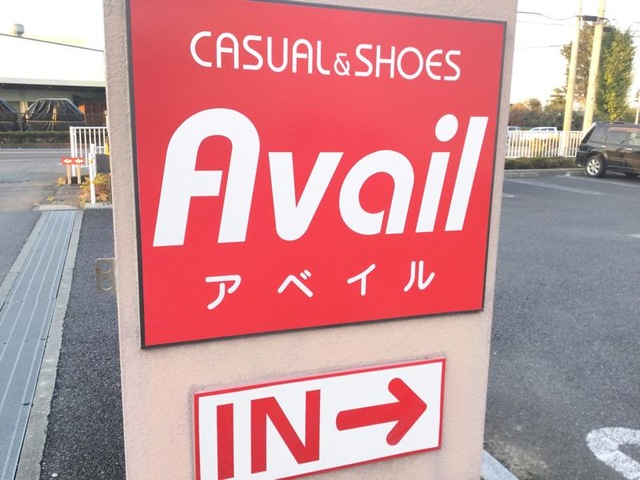 CASUAL&SHOES
Avail
アベイル
IN→